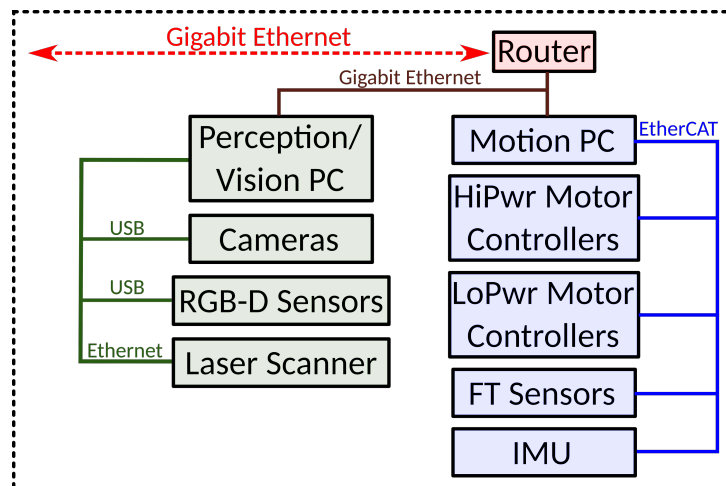 Gigabit Ethernet
Router
Gigabit Ethernet
Perception/
Vision PC
Motion PC
EtherCAT
HiPwr Motor
Controllers
USB
Cameras
USB
RGB-D Sensors
LoPwr Motor
Controllers
Ethernet
Laser Scanner
FT Sensors
IMU